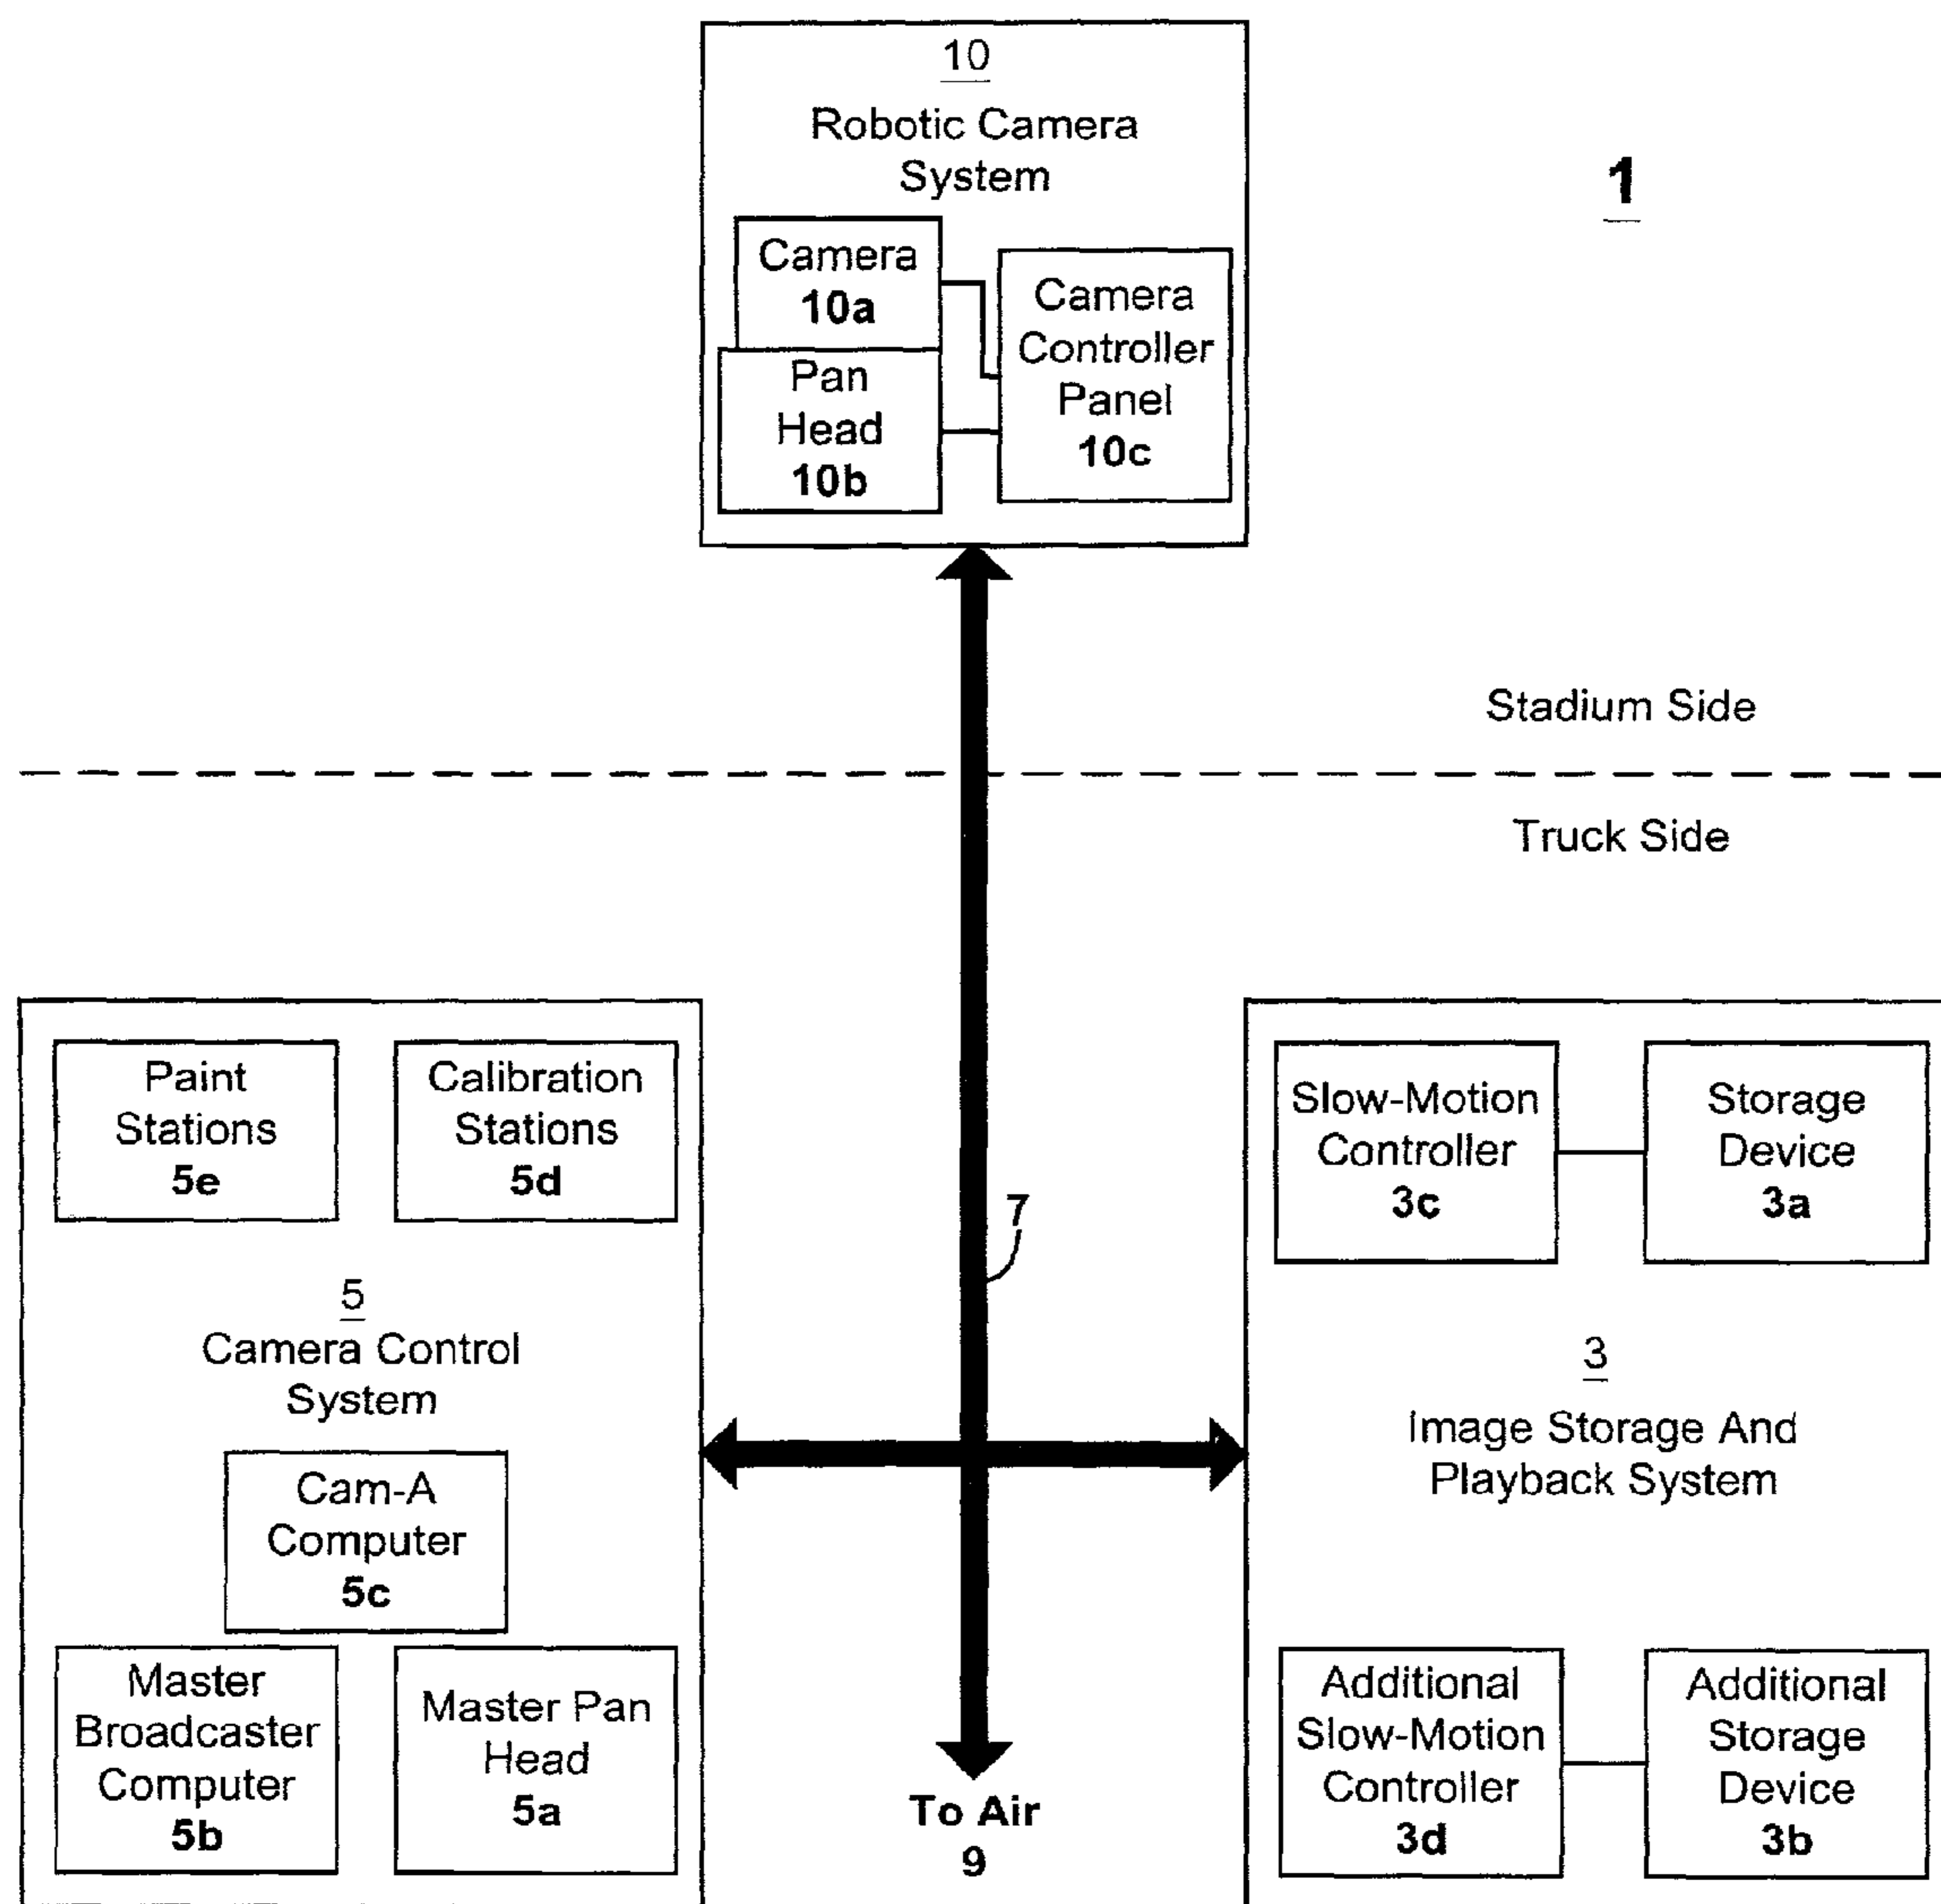 10
Robotic Camera
System
1
Camera
10a
Pan
Head
10b
Camera
Controller
Panel
10c
Stadium Side
Truck Side
Paint
Stations
5e
Calibration
Stations
5d
5
Camera Control
System
Cam-A
Computer
5c
Master
Broadcaster
Computer
5b
Master Pan
Head
5a
7
To Air
9
Slow-Motion
Controller
3c
Storage
Device
3a
3
Image Storage And
Playback System
Additional
Slow-Motion
Controller
3d
Additional
Storage
Device
3b